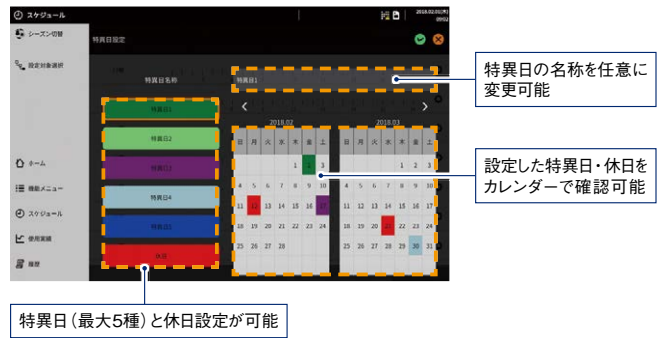 スケジュール
2018.02.01(木)
09:02
シーズン切替
設定対象選択
ホーム
機能メニュー
スケジュール
使用実績
履歴
特異日設定
特異日名称
特異日1
特異日1
特異日2
特異日3
特異日4
特異日5
休日
2018.02
日 月 火 水 木 金 土
1 2 3
4 5 6 7 8 9 10
11 12 13 14 15 16 17
18 19 20 21 22 23 24
25 26 27 28
2018.03
日 月 火 水 木 金 土
1 2 3
4 5 6 7 8 9 10
11 12 13 14 15 16 17
18 19 20 21 22 23 24
25 26 27 28 29 30 31
特異日の名称を任意に
変更可能
設定した特異日・休日を
カレンダーで確認可能
特異日（最大5種）と休日設定が可能